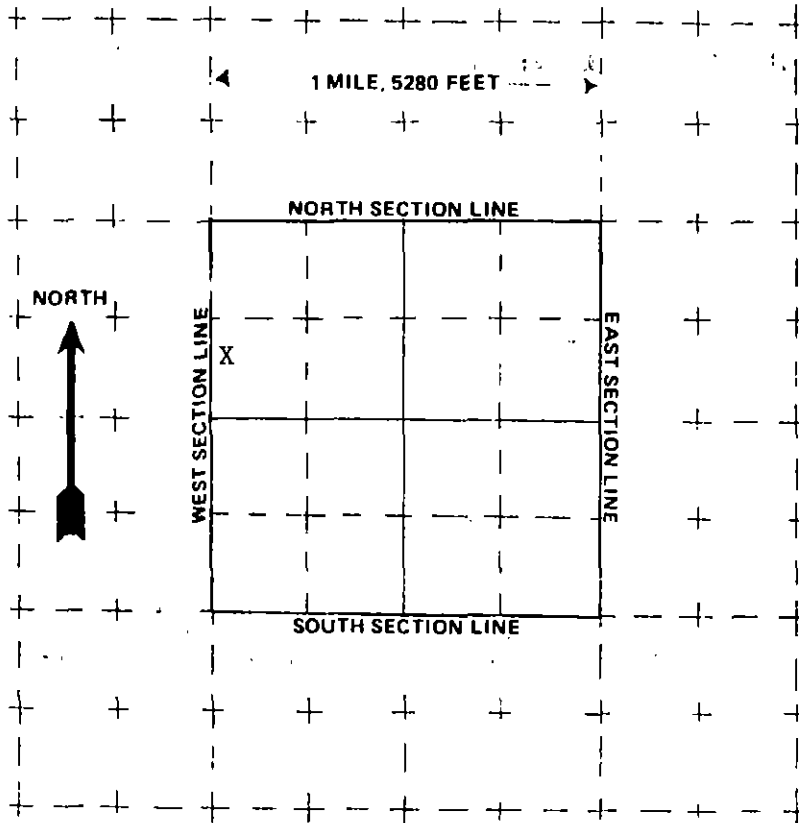 1 MILE, 5280 FEET
NORTH SECTION LINE
NORTH
WEST SECTION LINE
X
EAST SECTION LINE
SOUTH SECTION LINE